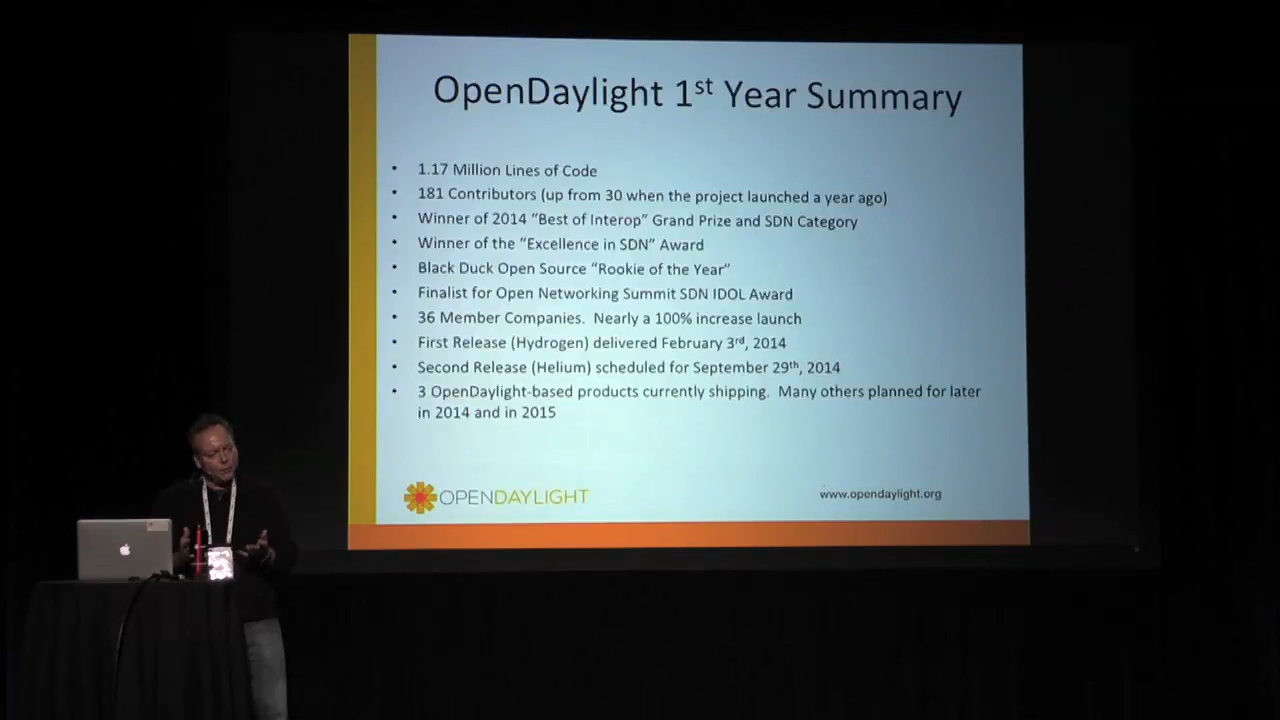 OpenDaylight 1st Year Summary
• 1.17 Million Lines of Code
• 181 Contributors (up from 30 when the project launched a year ago)
• Winner of 2014 “Best of Interop” Grand Prize and SDN Category
• Winner of the “Excellence in SDN” Award
• Black Duck Open Source “Rookie of the Year”
• Finalist for Open Networking Summit SDN IDOL Award
• 36 Member Companies. Nearly a 100% increase launch
• First Release (Hydrogen) delivered February 3rd, 2014
• Second Release (Helium) scheduled for September 29th, 2014
• 3 OpenDaylight-based products currently shipping. Many others planned for later
in 2014 and in 2015
OPENDAYLIGHT
www.opendaylight.org